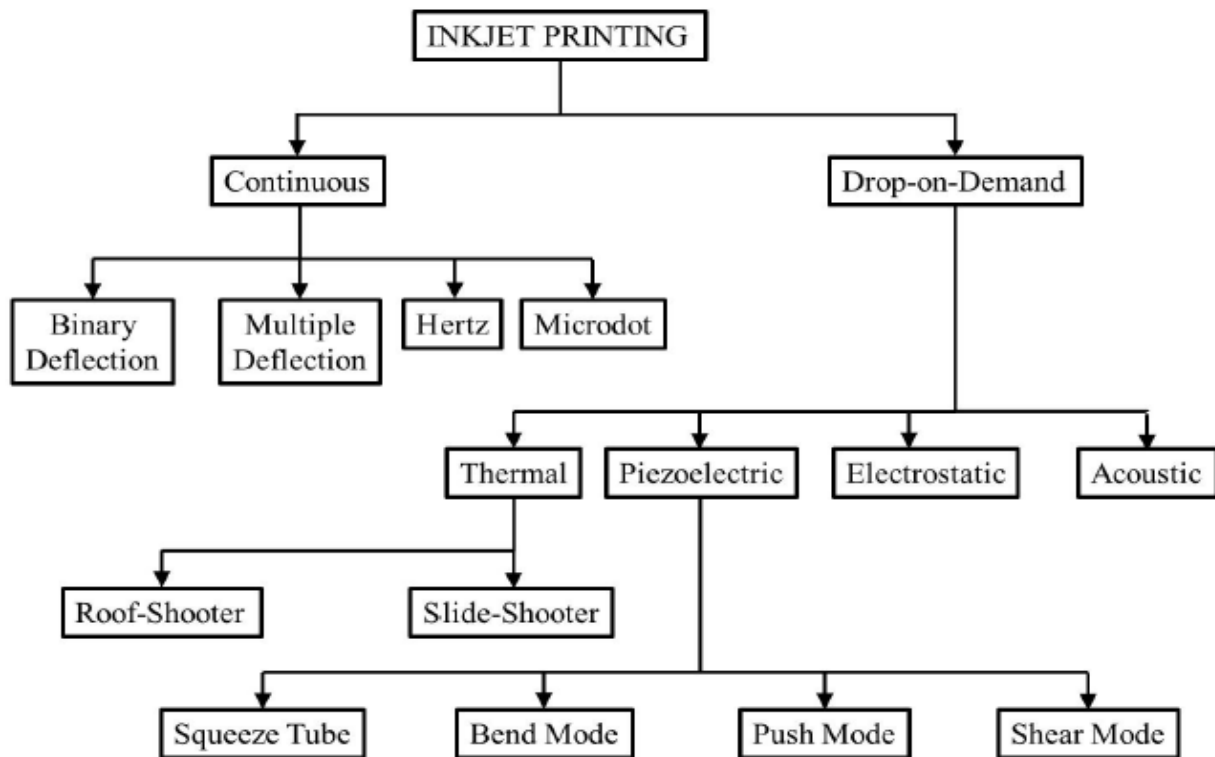 INKJET PRINTING
Continuous
Drop-on-Demand
Binary
Deflection
Multiple
Deflection
Hertz
Microdot
Thermal
Piezoelectric
Electrostatic
Acoustic
Roof-Shooter
Slide-Shooter
Squeeze Tube
Bend Mode
Push Mode
Shear Mode